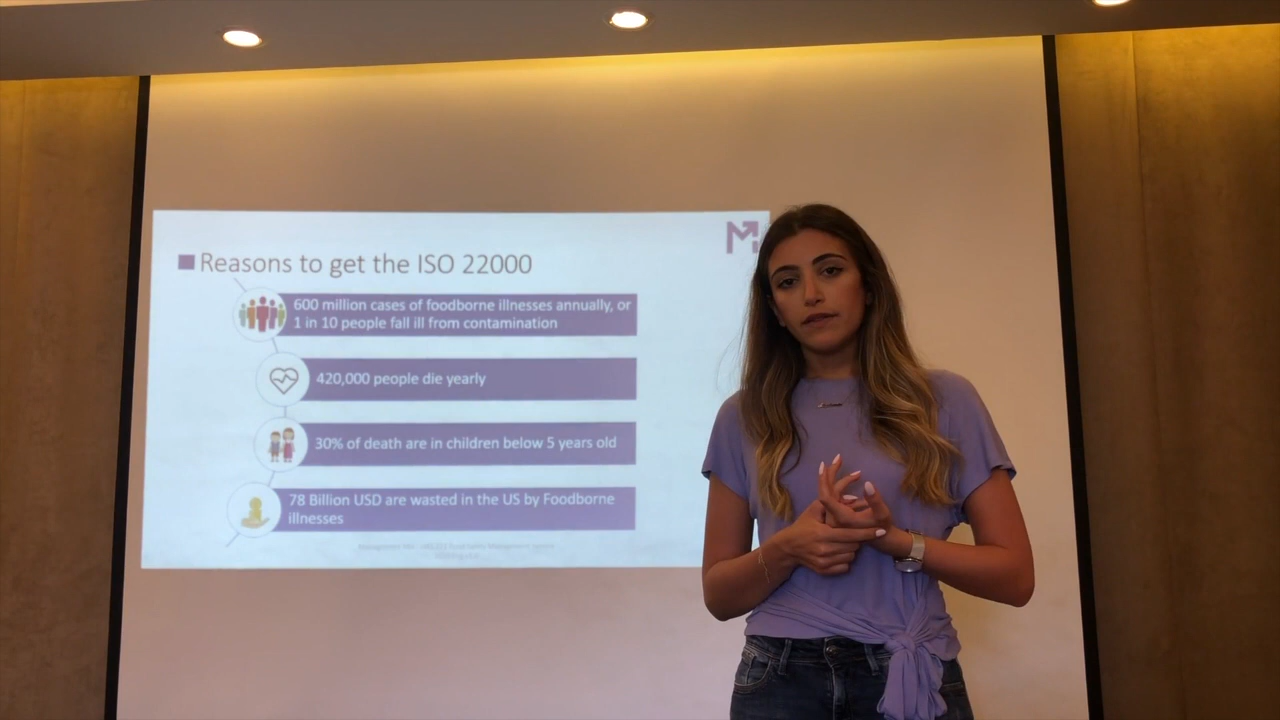 Reasons to get the ISO 22000
600 million cases of foodborne illnesses annually, or
1 in 10 people fall ill from contamination
420,000 people die yearly
30% of death are in children below 5 years old
78 Billion USD are wasted in the US by Foodborne
illnesses